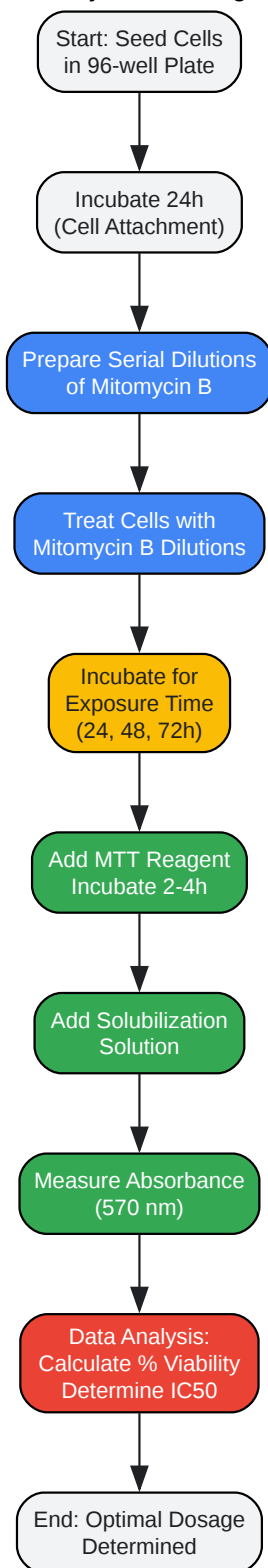 Start: Seed Cells
in 96-well Plate
Incubate 24h
(Cell Attachment)
Prepare Serial Dilutions
of Mitomycin B
Treat Cells with
Mitomycin B Dilutions
Incubate for
Exposure Time
(24, 48, 72h)
Add MTT Reagent
Incubate 2-4h
Add Solubilization
Solution
Measure Absorbance
(570 nm)
Data Analysis:
Calculate % Viability
Determine IC50
End: Optimal Dosage
Determined